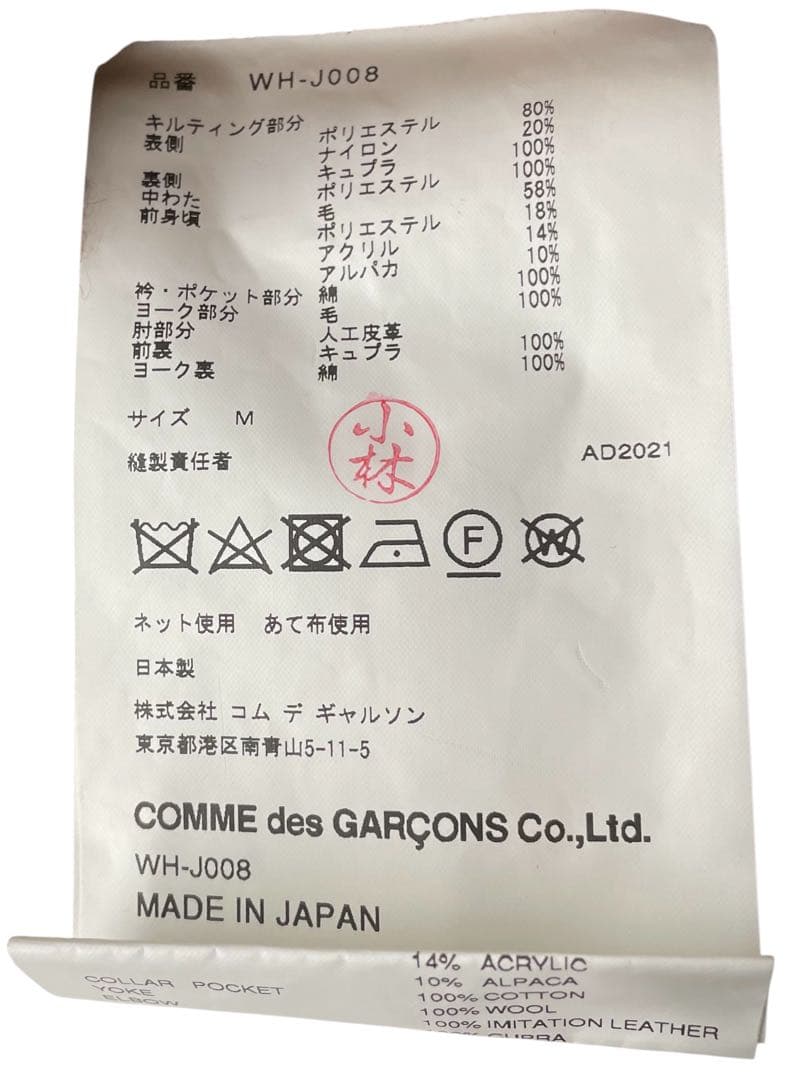 品番 WH-J008
キルティング部分
表側 ポリエステル 80%
ナイロン 20%
裏側 キュプラ 100%
中わた ポリエステル 100%
前身頃 毛 58%
ポリエステル 18%
アクリル 14%
アルパカ 10%
衿・ポケット部分 綿 100%
ヨーク部分 毛 100%
肘部分 人工皮革
前裏 キュプラ 100%
ヨーク裏 綿 100%
サイズ M
小林
縫製責任者 AD2021
F W
ネット使用 あて布使用
日本製
株式会社 コム デ ギャルソン
東京都港区南青山5-11-5
COMME des GARÇONS Co.,Ltd.
WH-J008
MADE IN JAPAN
14% ACRYLIC
10% ALPACA
COLLAR POCKET 100% COTTON
YOKE 100% WOOL
ELBOW 100% IMITATION LEATHER
CUPRA